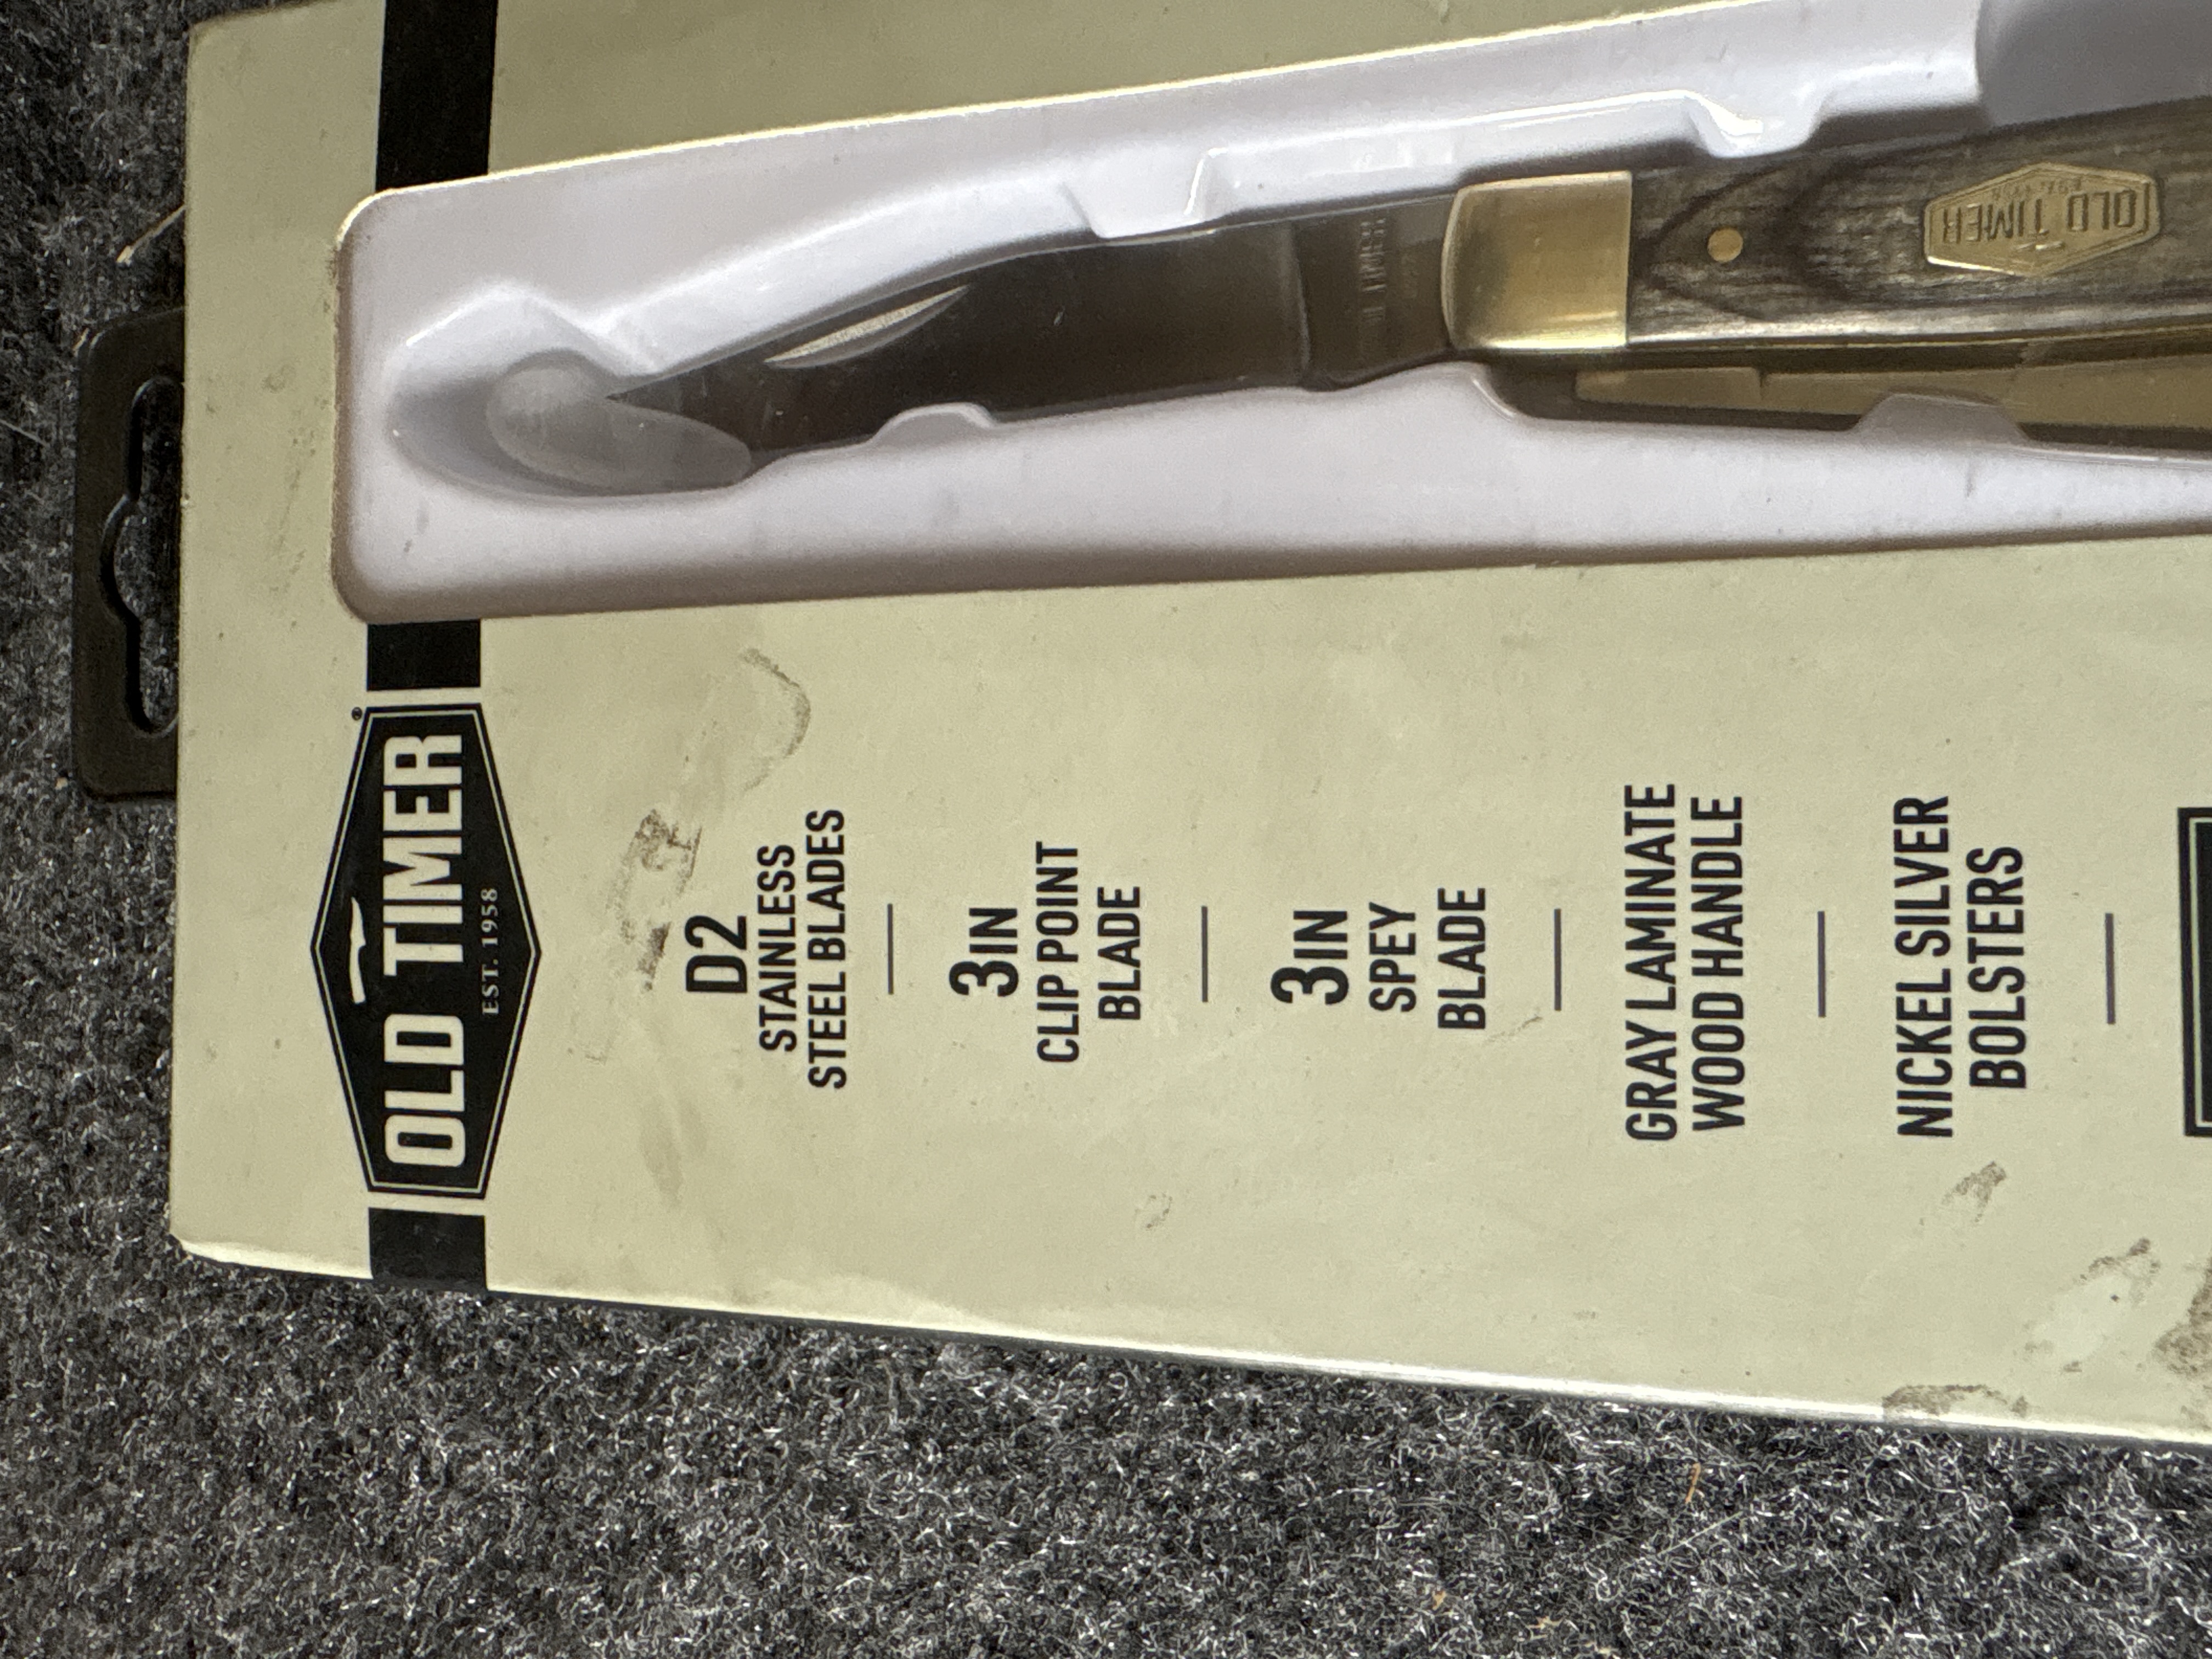 OLD TIMER
®
EST. 1958
D2
STAINLESS
STEEL BLADES
3IN
CLIP POINT
BLADE
3IN
SPEY
BLADE
GRAY LAMINATE
WOOD HANDLE
NICKEL SILVER
BOLSTERS
OLD TIMER